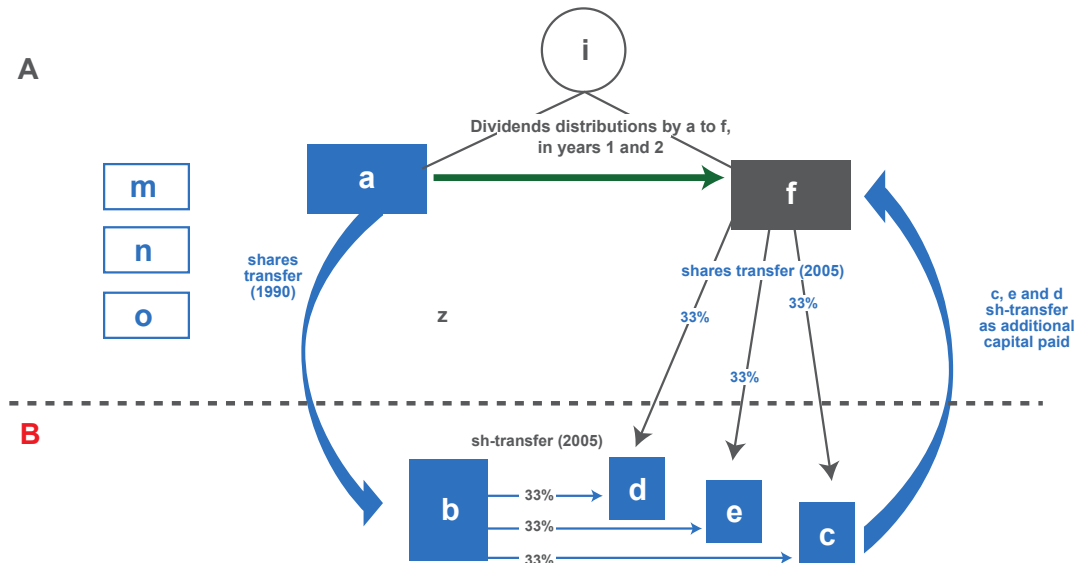 i
A
Dividends distributions by a to f,
in years 1 and 2
a
f
m
n
o
shares
transfer
(1990)
shares transfer (2005)
33%
33%
33%
z
c, e and d
sh-transfer
as additional
capital paid
B
sh-transfer (2005)
b
33%
33%
33%
d
e
c